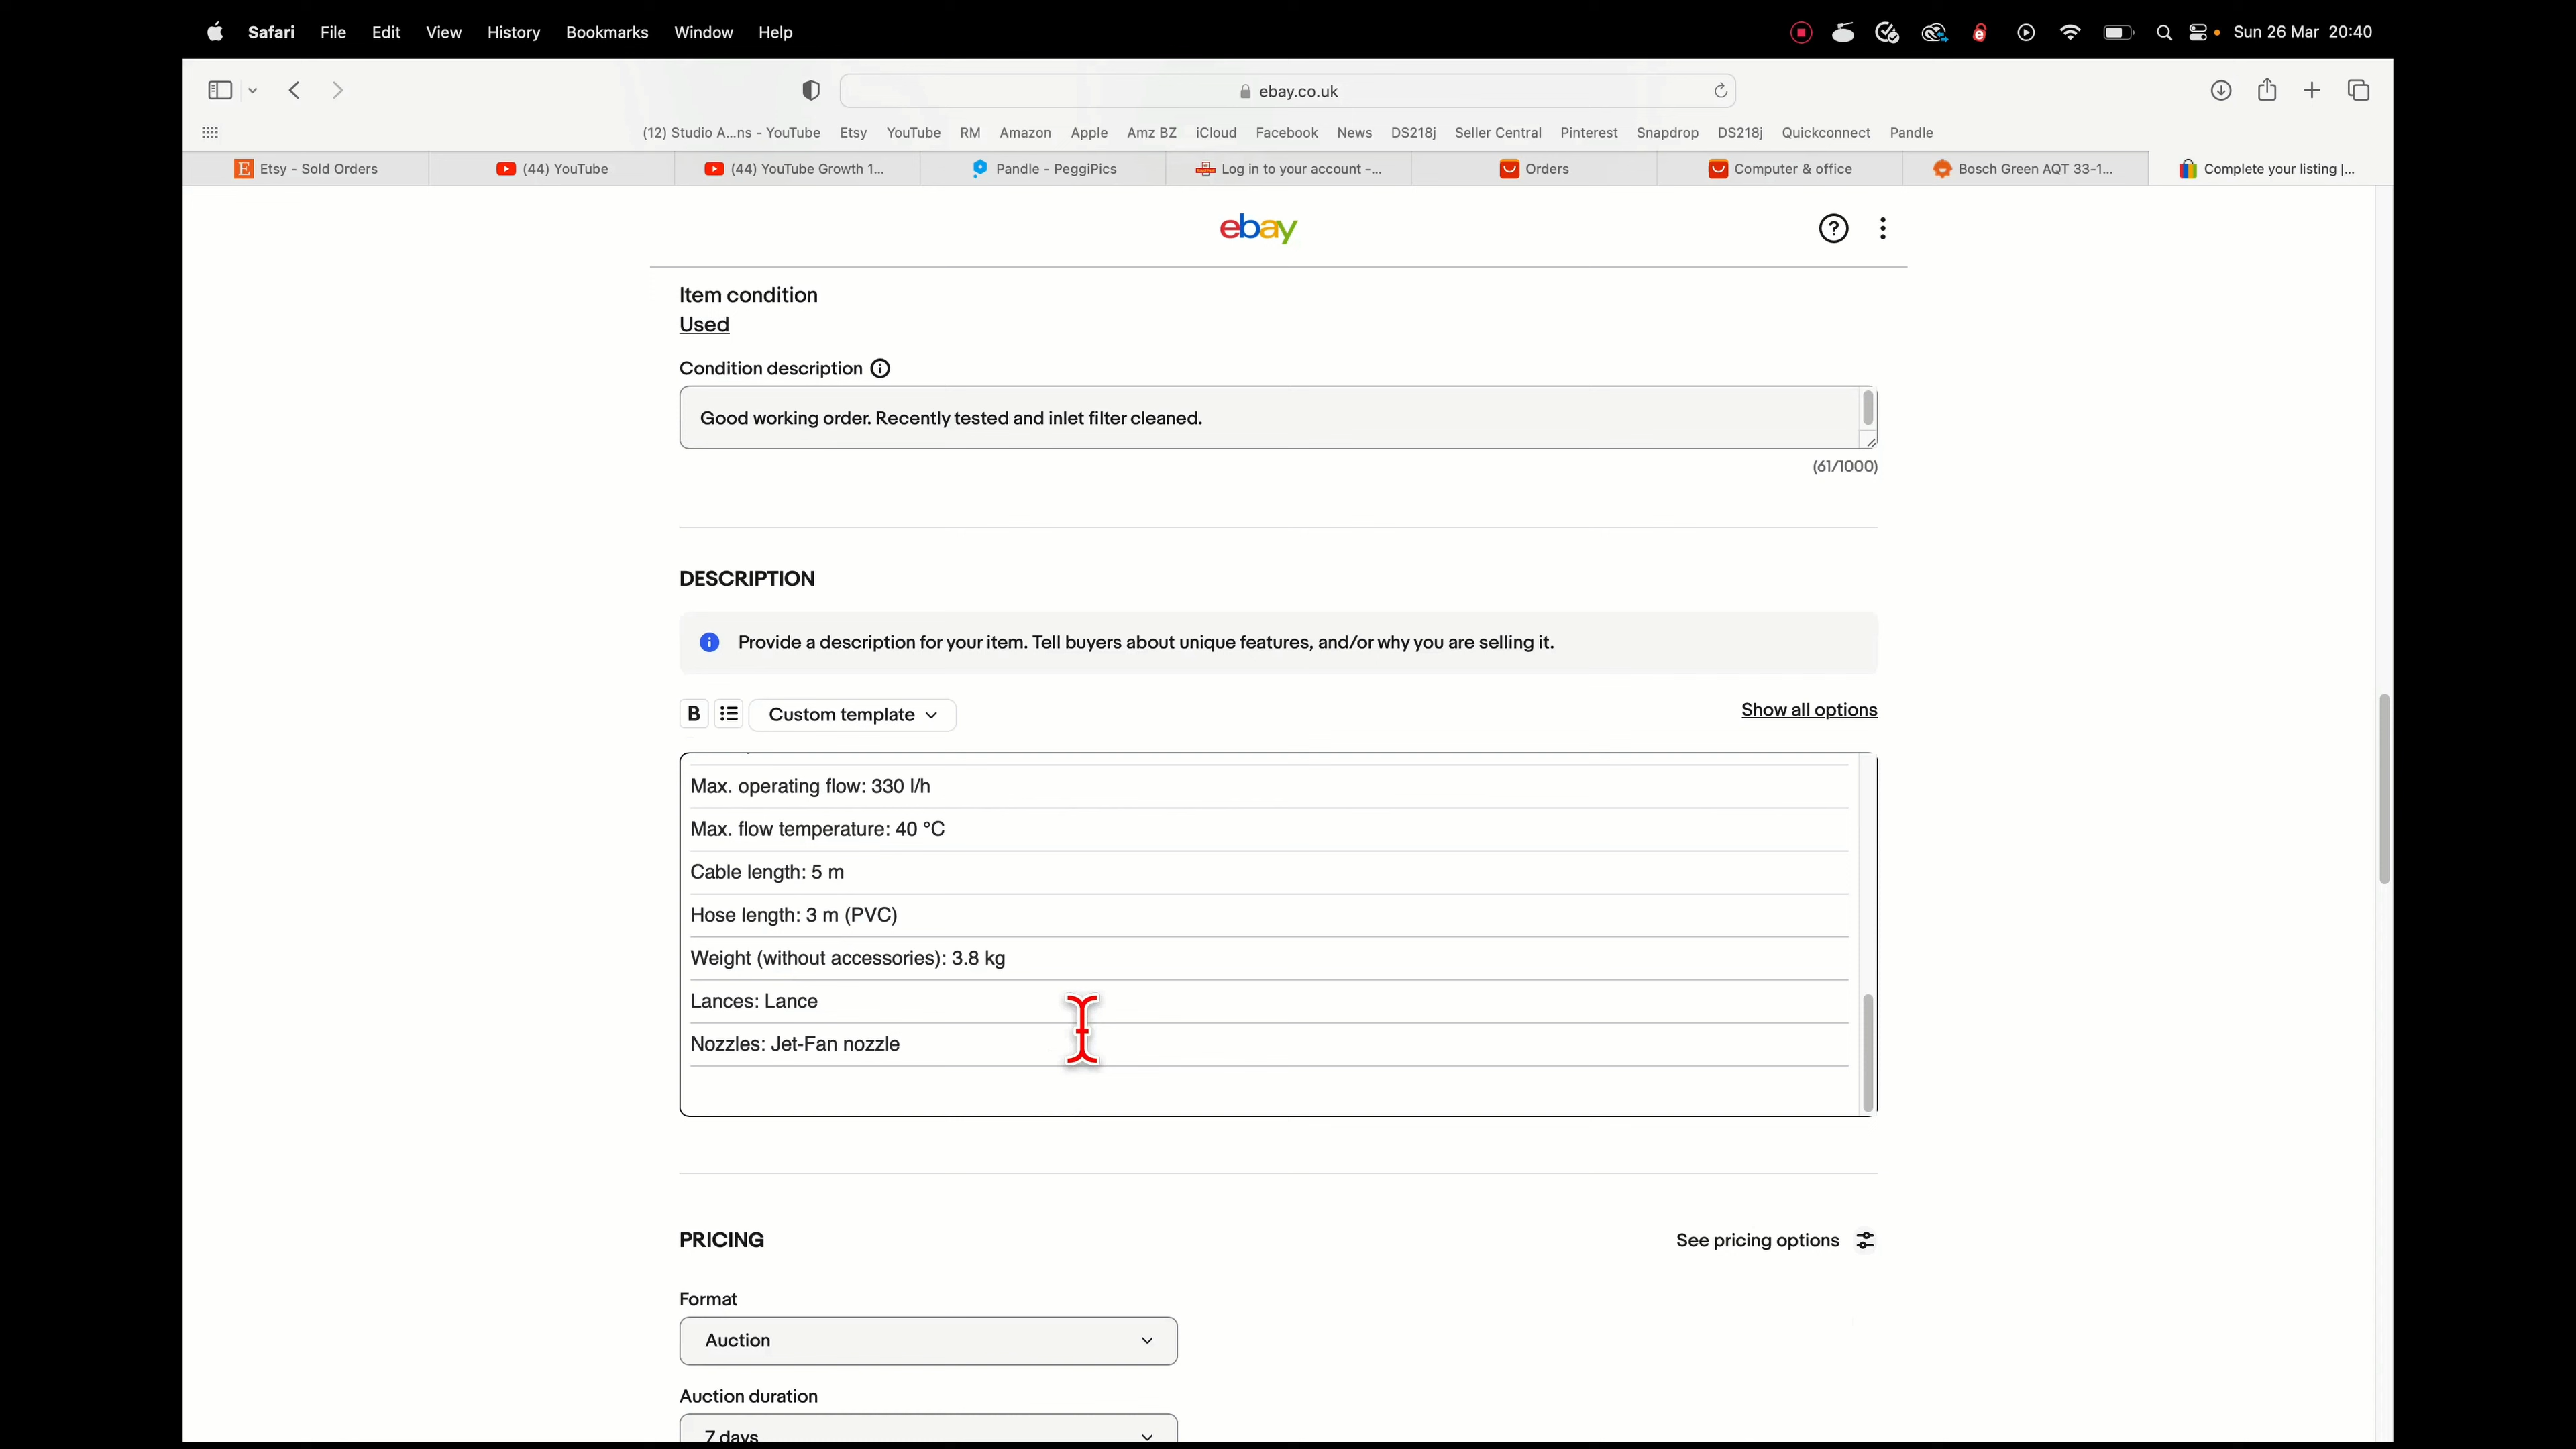 Safari File Edit View History Bookmarks Window Help Sun 26 Mar 20:40
ebay.co.uk
(12) Studio A...ns - YouTube Etsy YouTube RM Amazon Apple Amz BZ iCloud Facebook News DS218j Seller Central Pinterest Snapdrop DS218j Quickconnect Pandle
Etsy - Sold Orders (44) YouTube (44) YouTube Growth 1... Pandle - PeggiPics Log in to your account -... Orders Computer & office Bosch Green AQT 33-1... Complete your listing |...
ebay
Item condition
Used
Condition description
Good working order. Recently tested and inlet filter cleaned.
(61/1000)
DESCRIPTION
Provide a description for your item. Tell buyers about unique features, and/or why you are selling it.
B Custom template Show all options
Max. operating flow: 330 l/h
Max. flow temperature: 40 °C
Cable length: 5 m
Hose length: 3 m (PVC)
Weight (without accessories): 3.8 kg
Lances: Lance
Nozzles: Jet-Fan nozzle
PRICING See pricing options
Format
Auction
Auction duration
7 days